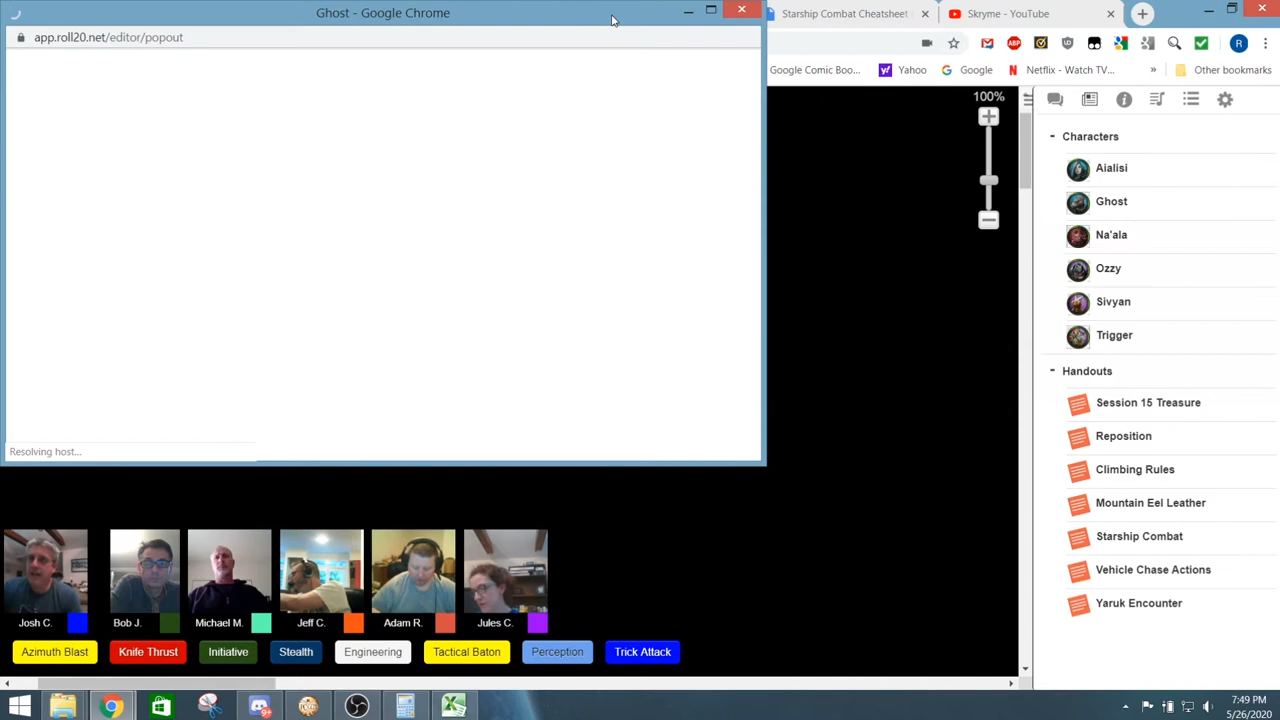 Ghost - Google Chrome
Starship Combat Cheatsheet
Skryme - YouTube
app.roll20.net/editor/popout
ABP
UD
R
Google Comic Boo...
Yahoo
Google
Netflix - Watch TV...
»
Other bookmarks
100%
Characters
Aialisi
Ghost
Na'ala
Ozzy
Sivyan
Trigger
Handouts
Session 15 Treasure
Reposition
Climbing Rules
Mountain Eel Leather
Starship Combat
Vehicle Chase Actions
Yaruk Encounter
Resolving host...
Josh C.
Bob J.
Michael M.
Jeff C.
Adam R.
Jules C.
Azimuth Blast
Knife Thrust
Initiative
Stealth
Engineering
Tactical Baton
Perception
Trick Attack
7:49 PM
5/26/2020